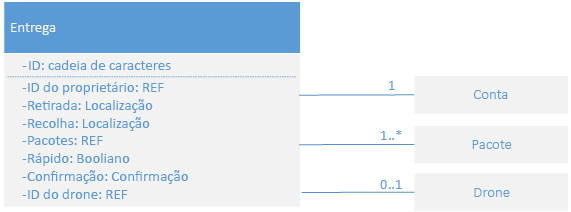 Entrega
-ID: cadeia de caracteres
-ID do proprietário: REF
-Retirada: Localização
-Recolha: Localização
-Pacotes: REF
-Rápido: Booliano
-Confirmação: Confirmação
-ID do drone: REF
1
Conta
1..*
Pacote
0..1
Drone